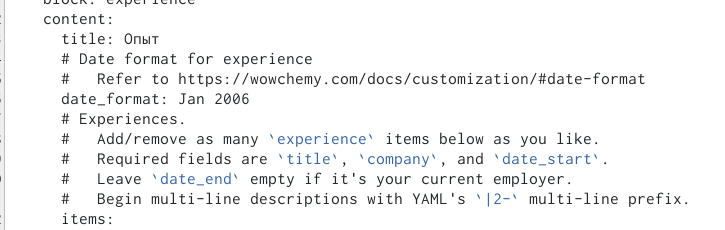 block: experience
content:
title: Опыт
# Date format for experience
#   Refer to https://wowchemy.com/docs/customization/#date-format
date_format: Jan 2006
# Experiences.
#   Add/remove as many `experience` items below as you like.
#   Required fields are `title`, `company`, and `date_start`.
#   Leave `date_end` empty if it's your current employer.
#   Begin multi-line descriptions with YAML's `|2-` multi-line prefix.
items: